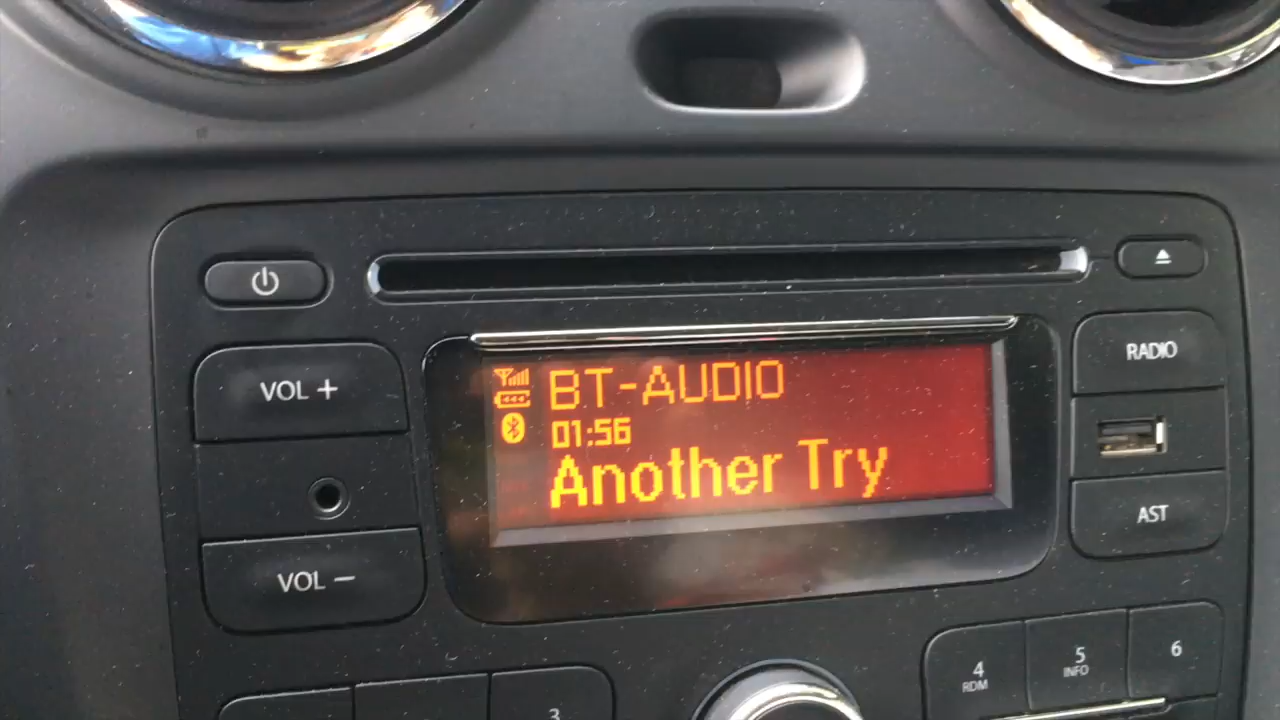 VOL +
VOL −
BT-AUDIO
01:56
Another Try
RADIO
AST
3
4
RDM
5
INFO
6